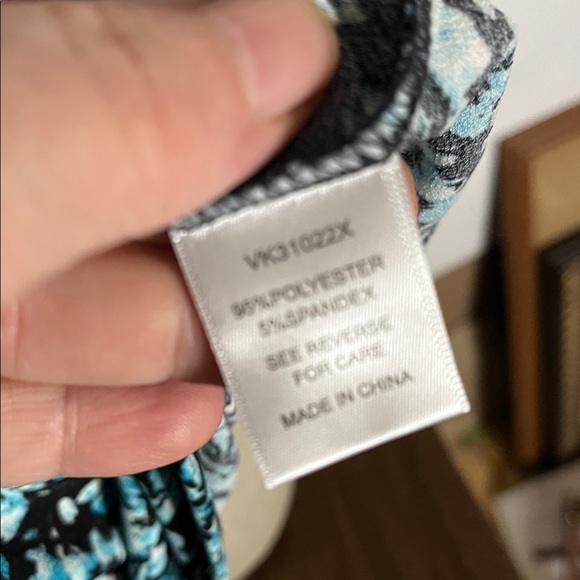 VK31022X
95%POLYESTER
5%SPANDEX
SEE REVERSE
FOR CARE
MADE IN CHINA